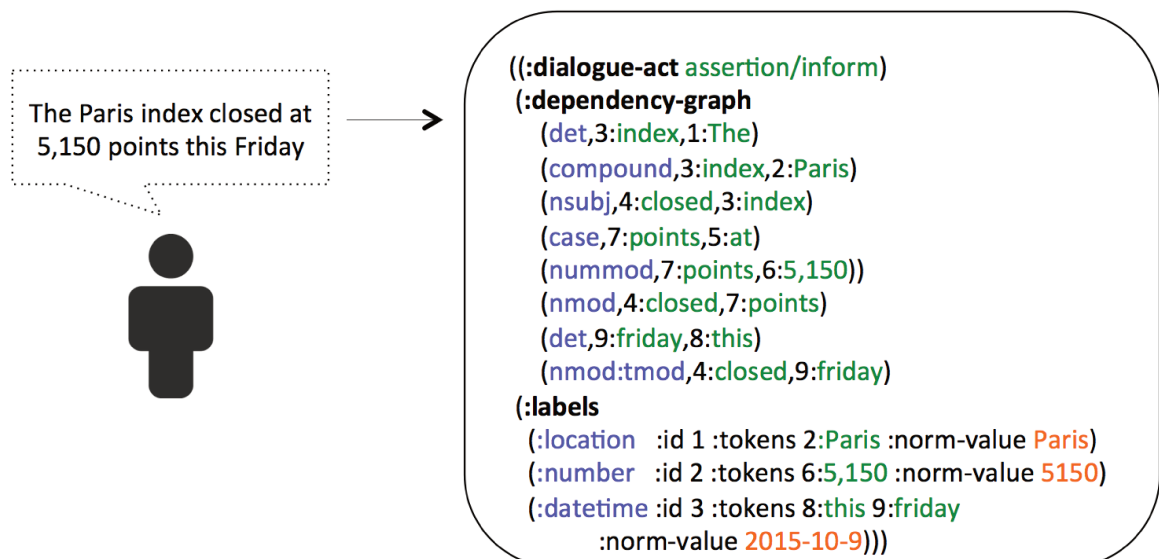 The Paris index closed at
5,150 points this Friday
((:dialogue-act assertion/inform)
(:dependency-graph
(det,3:index,1:The)
(compound,3:index,2:Paris)
(nsubj,4:closed,3:index)
(case,7:points,5:at)
(nummod,7:points,6:5,150))
(nmod,4:closed,7:points)
(det,9:friday,8:this)
(nmod:tmod,4:closed,9:friday)
(:labels
(:location :id 1 :tokens 2:Paris :norm-value Paris)
(:number :id 2 :tokens 6:5,150 :norm-value 5150)
(:datetime :id 3 :tokens 8:this 9:friday
:norm-value 2015-10-9)))